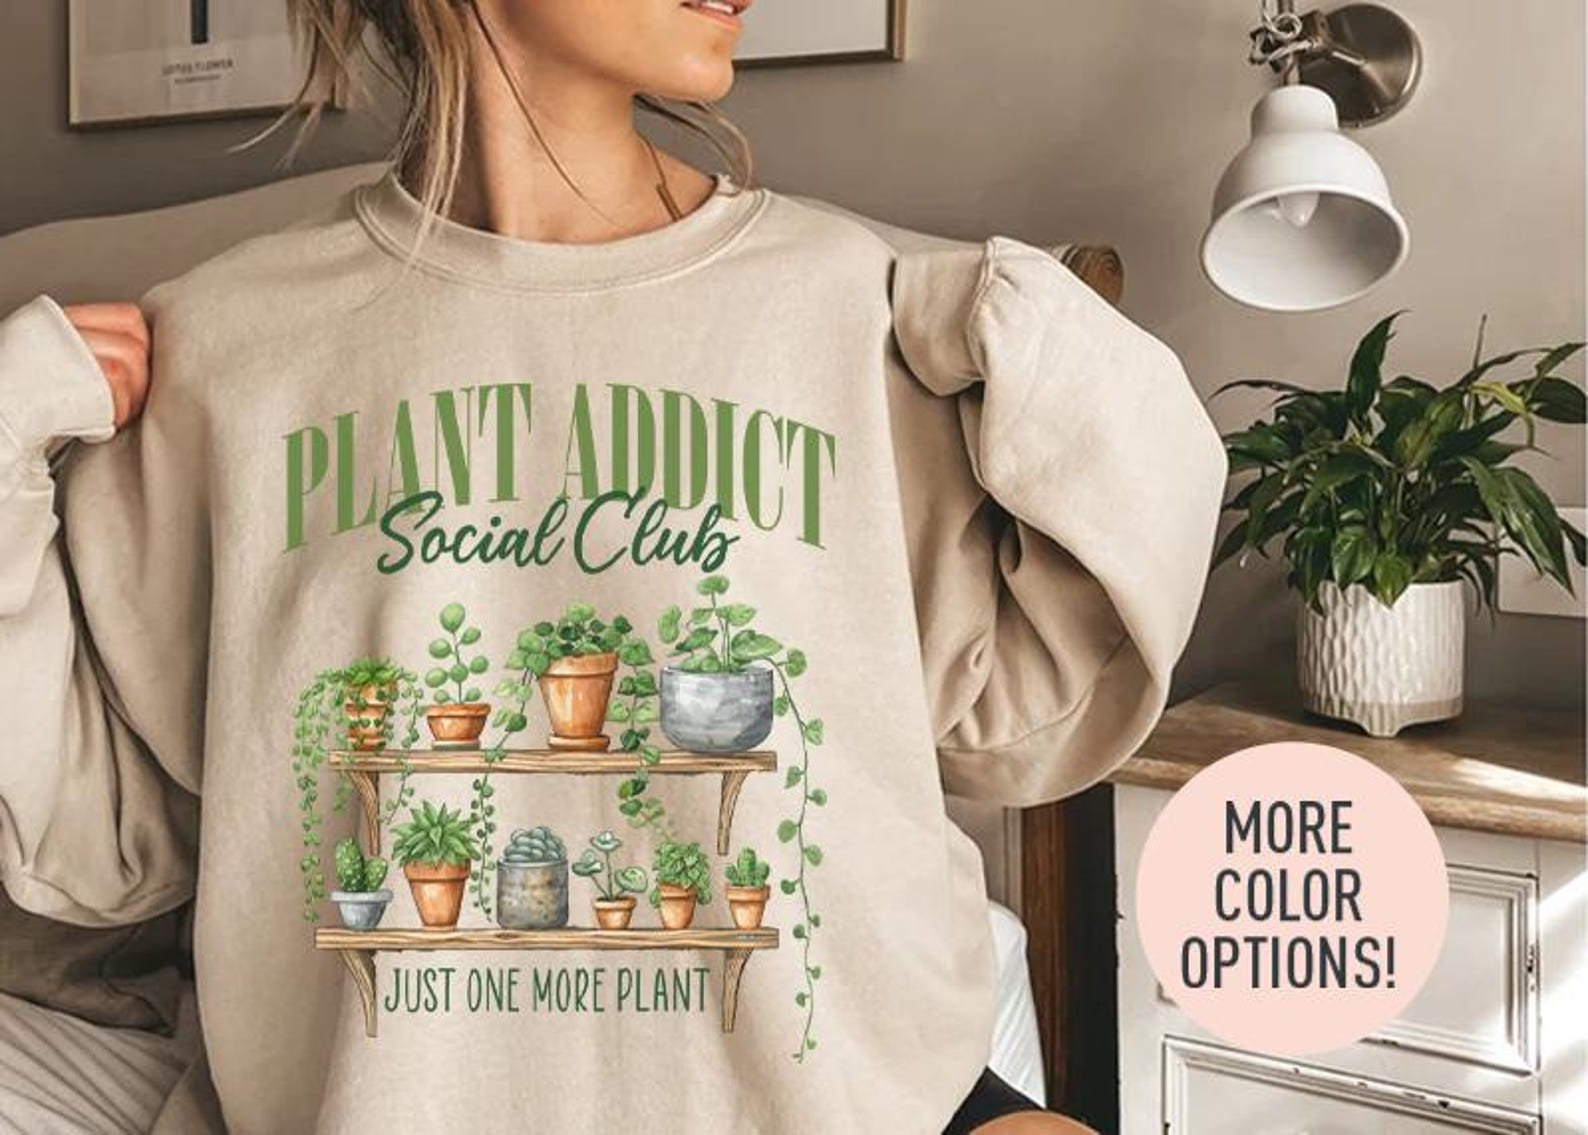 PLANT ADDICT
Social Club
JUST ONE MORE PLANT
MORE
COLOR
OPTIONS!